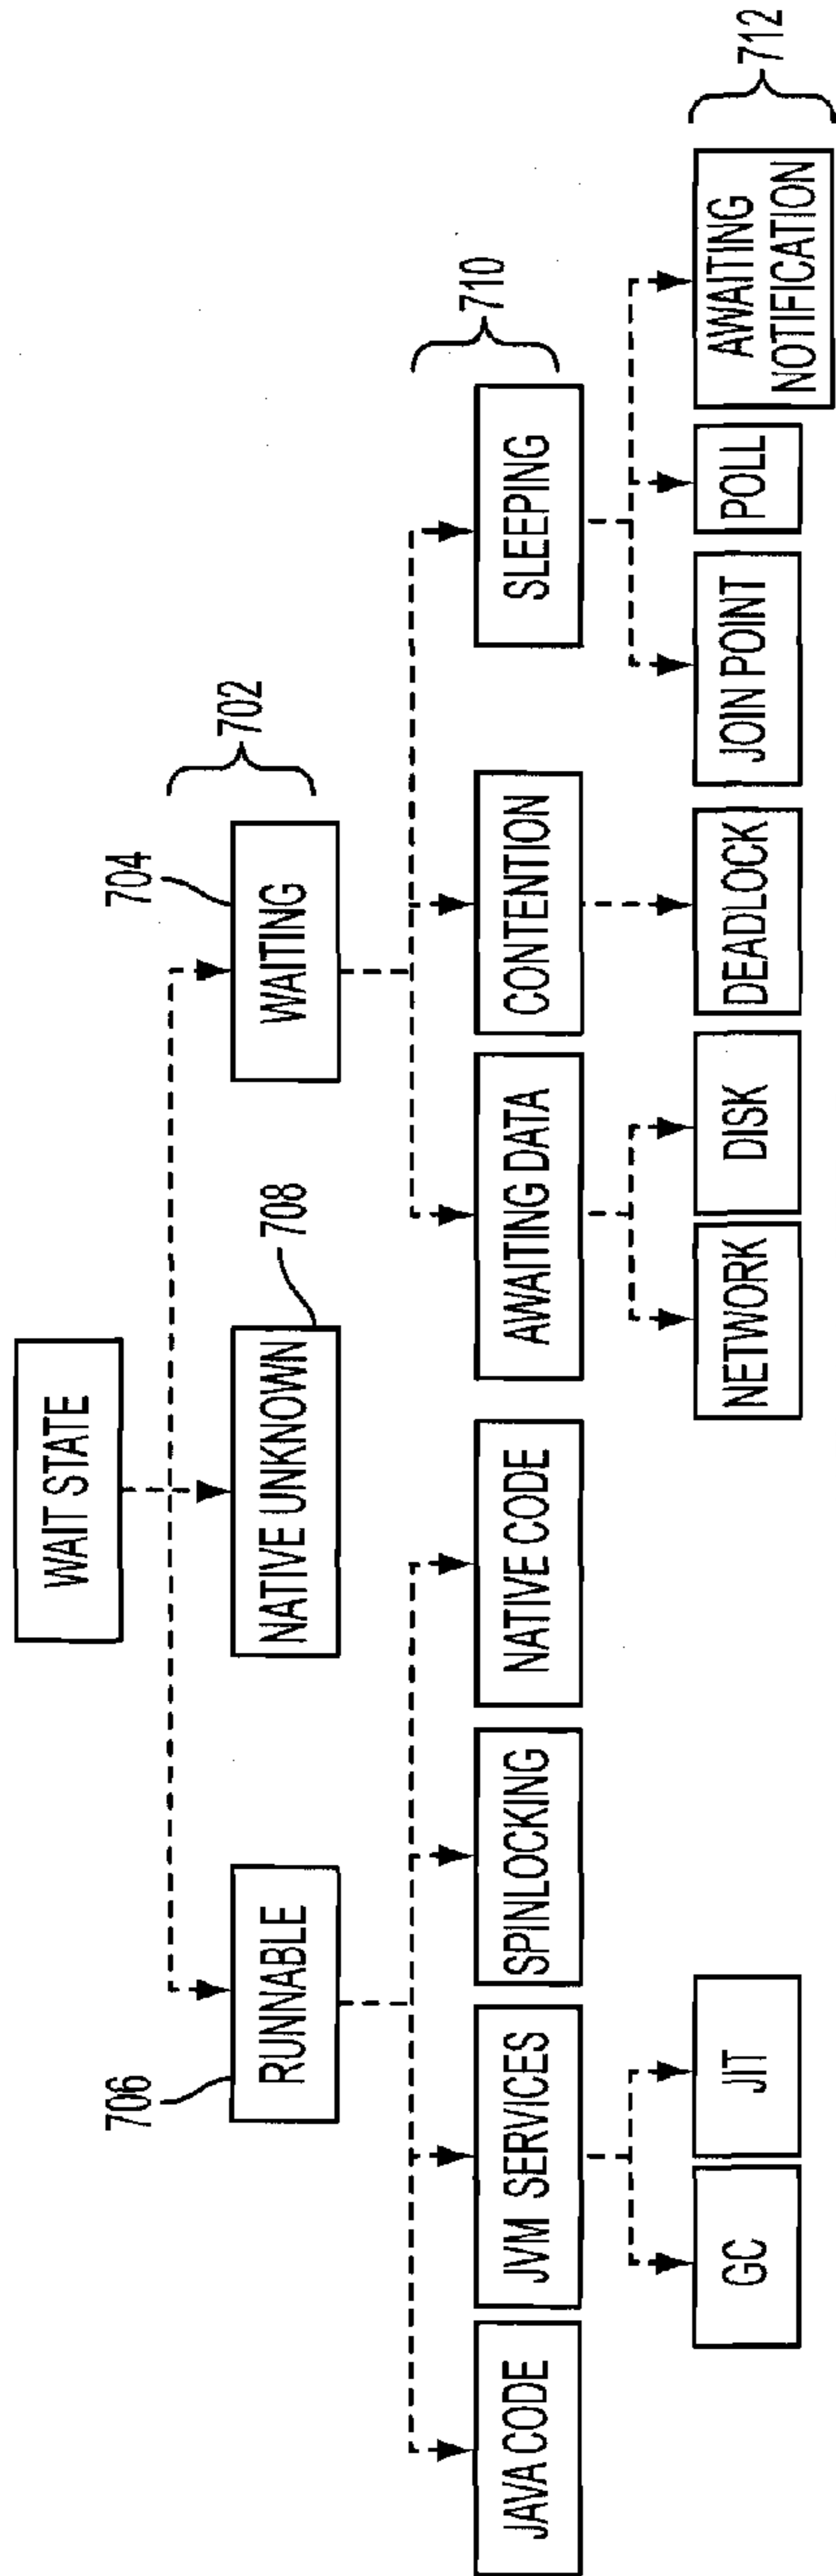 WAIT STATE
702
706
RUNNABLE
NATIVE UNKNOWN
708
704
WAITING
710
JAVA CODE
JVM SERVICES
SPINLOCKING
NATIVE CODE
AWAITING DATA
CONTENTION
SLEEPING
712
GC
JIT
NETWORK
DISK
DEADLOCK
JOIN POINT
POLL
AWAITING
NOTIFICATION